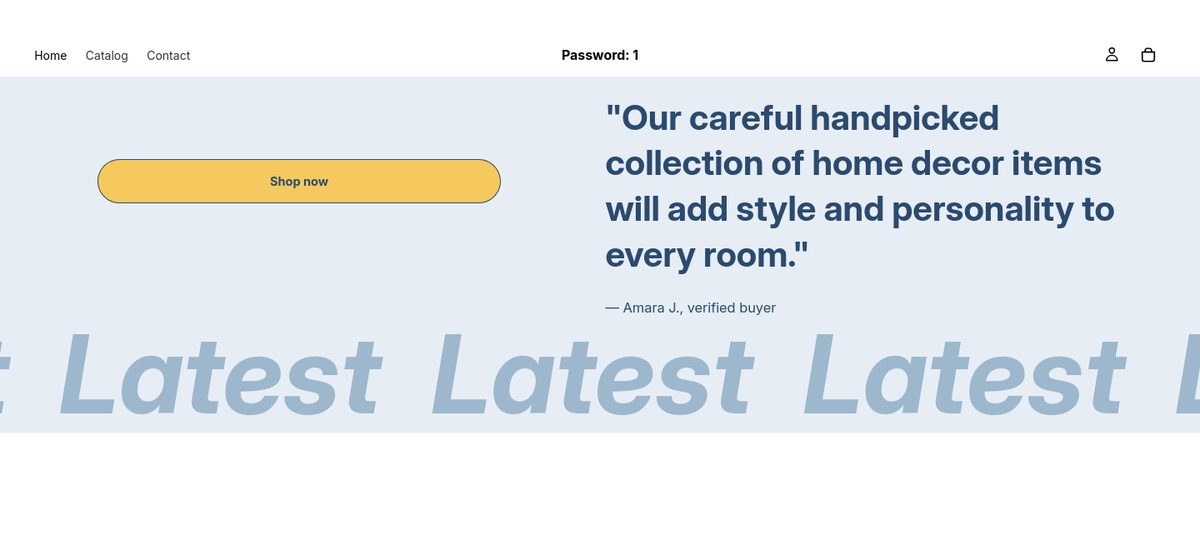 Home Catalog Contact Password: 1
Shop now
"Our careful handpicked
collection of home decor items
will add style and personality to
every room."
— Amara J., verified buyer
t Latest Latest Latest L